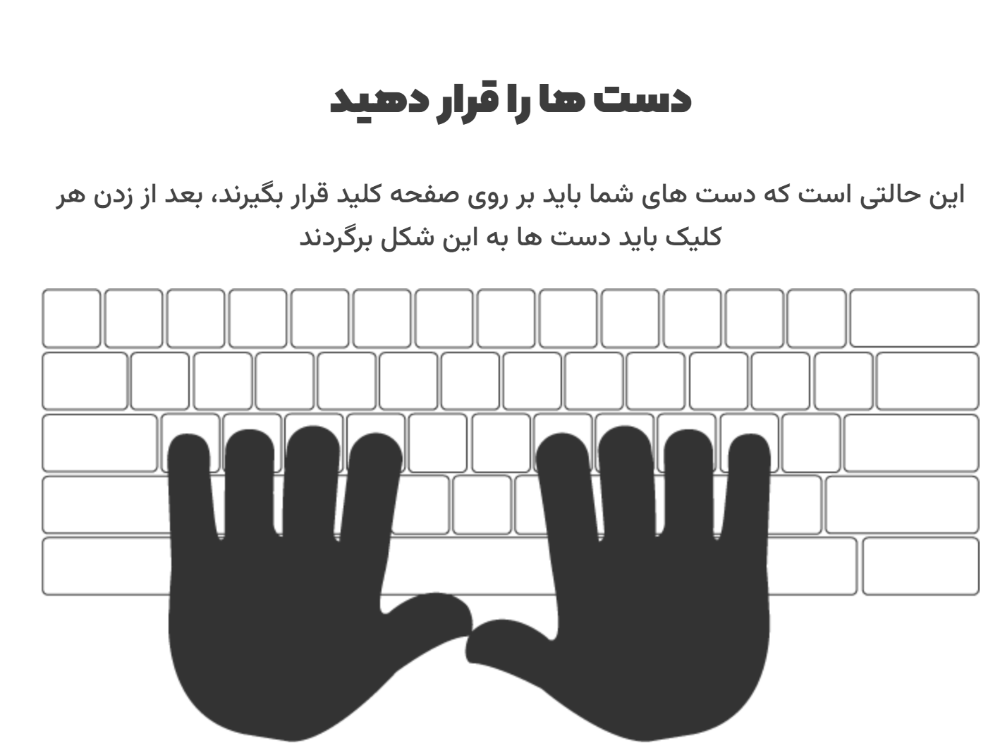 دست ها را قرار دهید
این حالتی است که دست های شما باید بر روی صفحه کلید قرار بگیرند، بعد از زدن هر
کلیک باید دست ها به این شکل برگردند